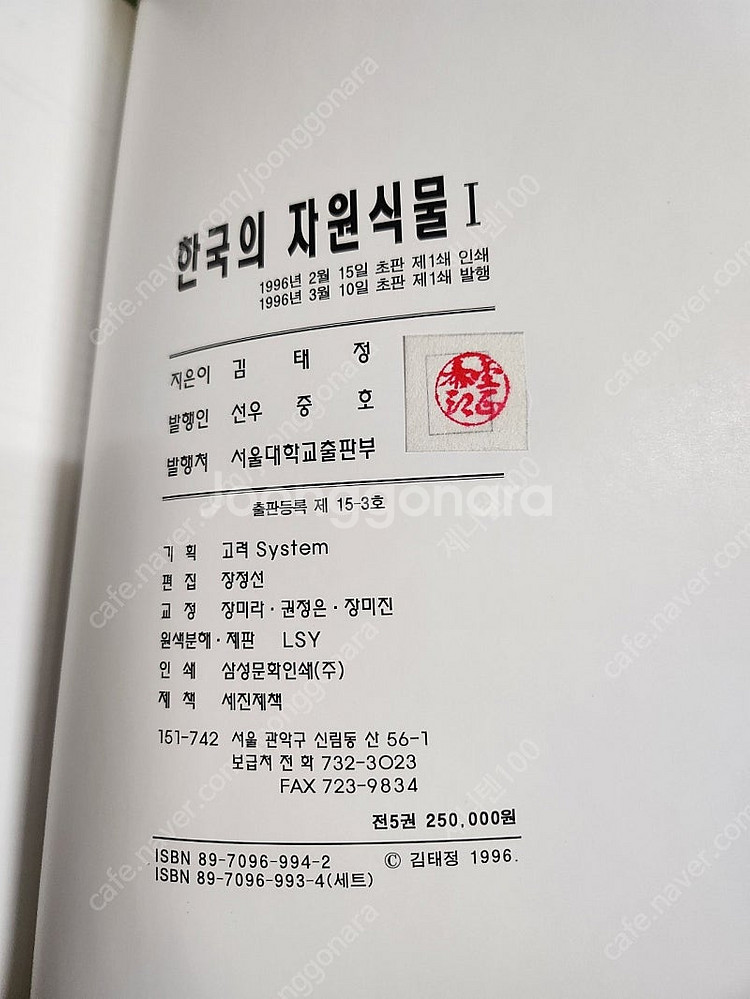 한국의 자원식물 I
1996년 2월 15일 초판 제1쇄 인쇄
1996년 3월 10일 초판 제1쇄 발행
지은이 김 태 정
발행인 선우 중 호
발행처 서울대학교출판부
출판등록 제 15-3호
기 획 고려 System
편 집 장정선
교 정 장미라·권정은·장미진
원색분해·제판 LSY
인 쇄 삼성문화인쇄(주)
제 책 세진제책
151-742 서울 관악구 신림동 산 56-1
보급처 전화 732-3023
FAX 723-9834
전5권 250,000원
ISBN 89-7096-994-2 © 김태정 1996.
ISBN 89-7096-993-4(세트)
Joonggonara
cafe.naver.com/joonggonara